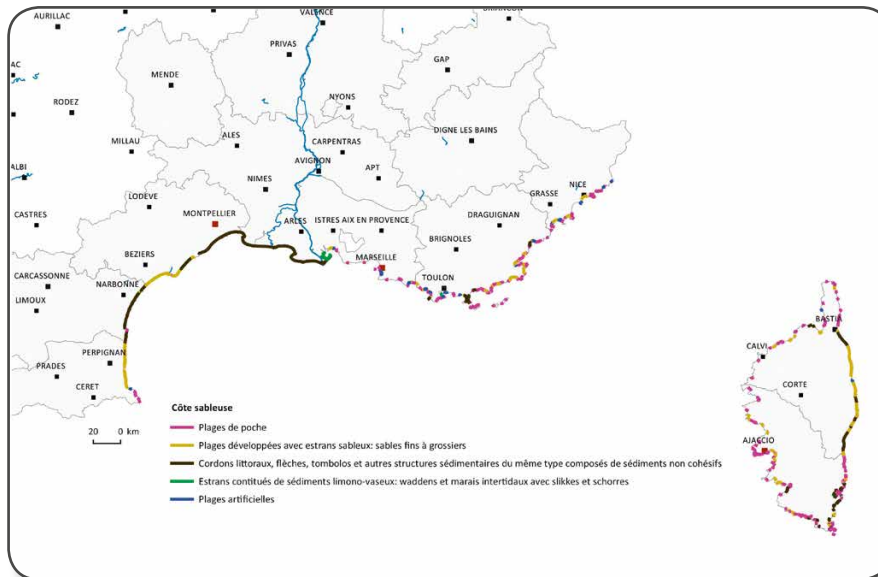 VALENCE
BRIANCON
AURILLAC
PRIVAS
GAP
MENDE
AC
NYONS
RODEZ
DIGNE LES BAINS
ALES
CARPENTRAS
MILLAU
AVIGNON
APT
ALBI
NIMES
GRASSE
NICE
LODEVE
MONTPELLIER
DRAGUIGNAN
CASTRES
ARLES
ISTRES AIX EN PROVENCE
BRIGNOLES
BEZIERS
MARSEILLE
CARCASSONNE
TOULON
NARBONNE
LIMOUX
BASTIA
CALVI
PERPIGNAN
PRADES
CORTE
CERET
Côte sableuse
Plages de poche
AJACCIO
20 0 km
Plages développées avec estrans sableux: sables fins à grossiers
Cordons littoraux, flèches, tombolos et autres structures sédimentaires du même type composés de sédiments non cohésifs
Estrans contitués de sédiments limono-vaseux: waddens et marais intertidaux avec slikkes et schorres
Plages artificielles